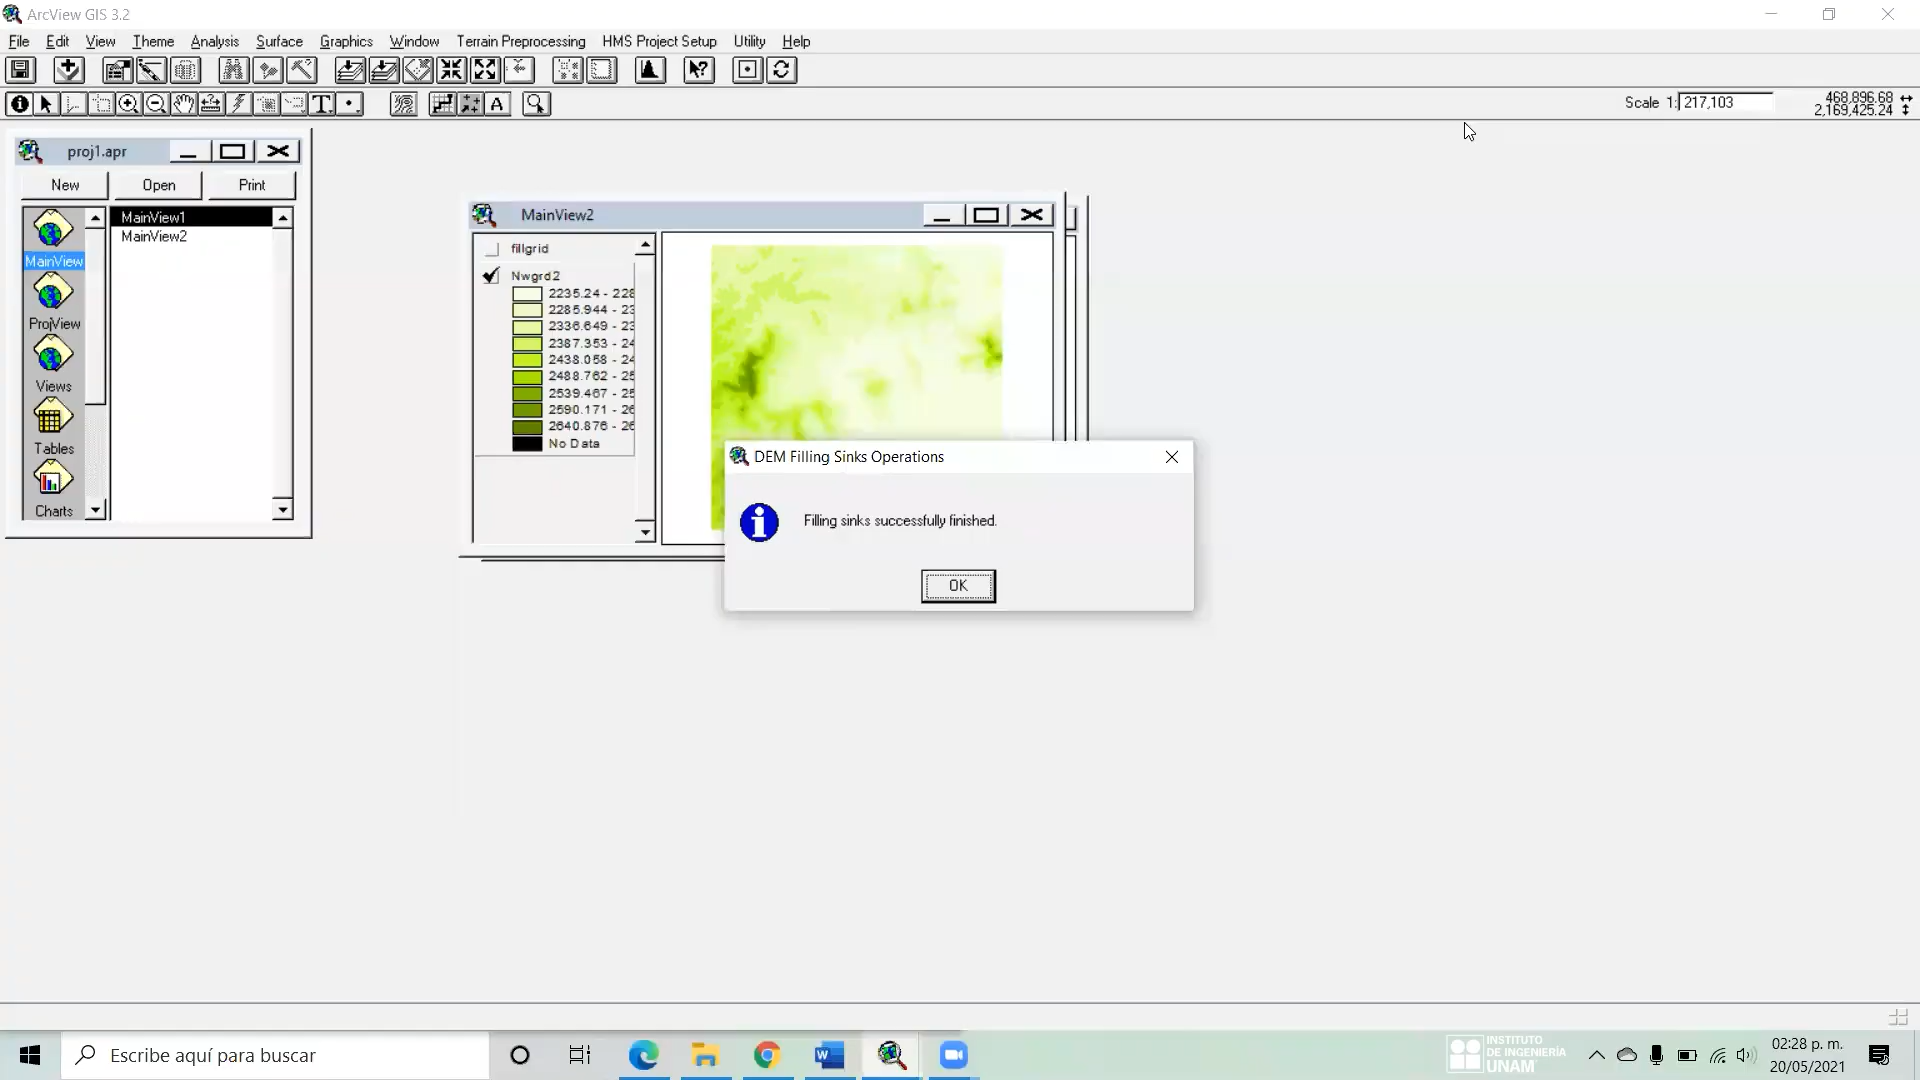 ArcView GIS 3.2
File Edit View Theme Analysis Surface Graphics Window Terrain Preprocessing HMS Project Setup Utility Help
Scale 1: 217,103
468,896.68
2,169,425.24
proj1.apr
New Open Print
MainView
ProjView
Views
Tables
Charts
MainView1
MainView2
MainView2
fillgrid
Nwgrd2
2235.24 - 228
2285.944 - 23
2336.649 - 23
2387.353 - 24
2438.058 - 24
2488.762 - 25
2539.467 - 25
2590.171 - 26
2640.876 - 26
No Data
DEM Filling Sinks Operations
Filling sinks successfully finished.
OK
Escribe aquí para buscar
INSTITUTO
DE INGENIERÍA
UNAM
02:28 p. m.
20/05/2021